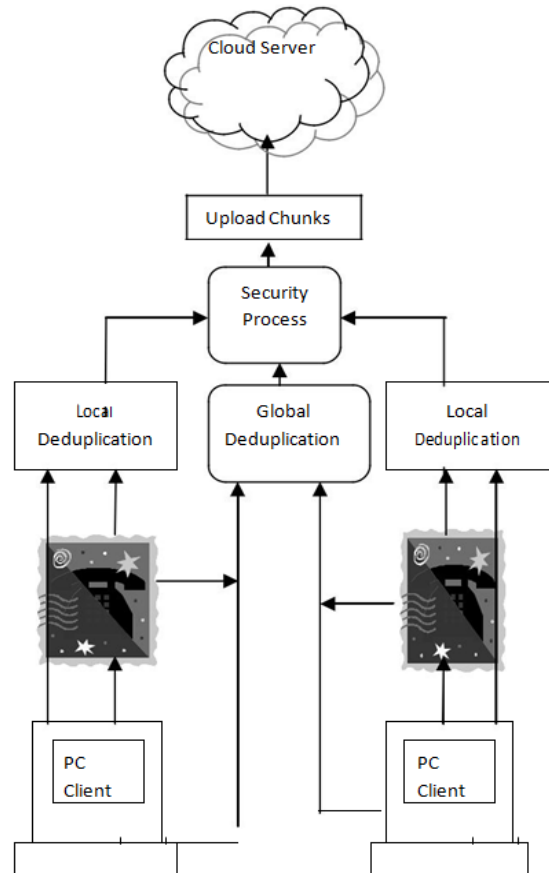 Cloud Server
Upload Chunks
Security
Process
Local
Deduplication
Global
Deduplication
Local
Deduplication
PC
Client
PC
Client